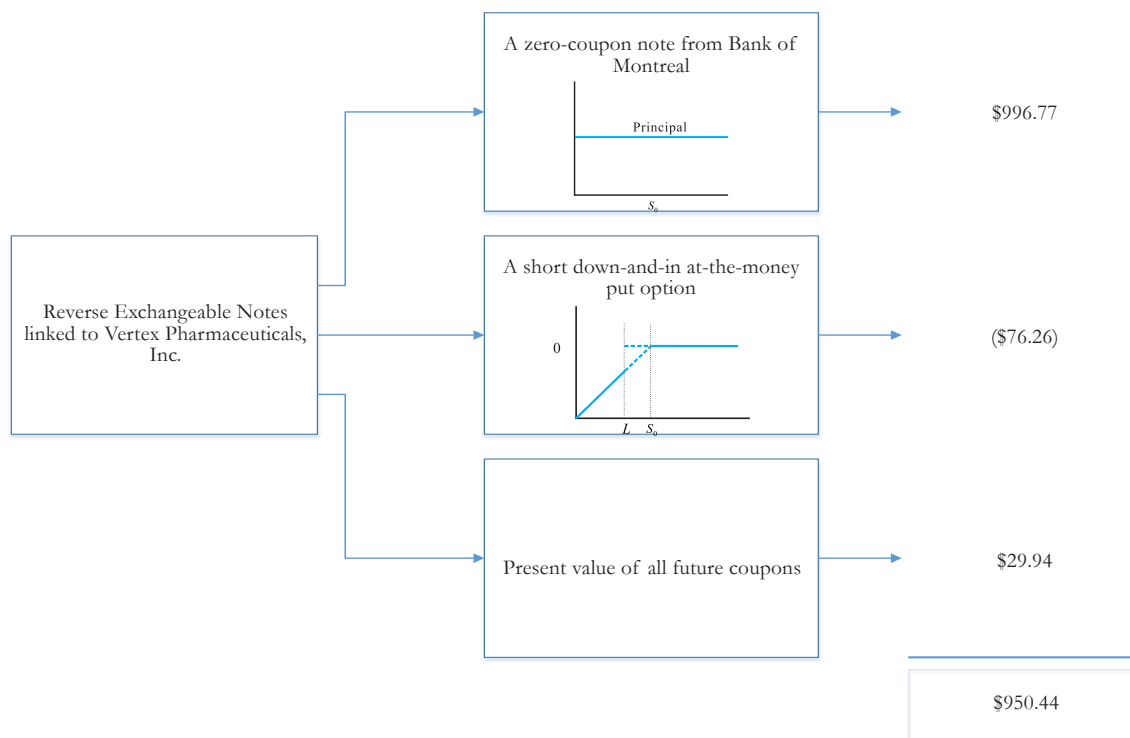 A zero-coupon note from Bank of
Montreal
Principal
S₀
$996.77
Reverse Exchangeable Notes
linked to Vertex Pharmaceuticals,
Inc.
A short down-and-in at-the-money
put option
0
L S₀
($76.26)
Present value of all future coupons
$29.94
$950.44